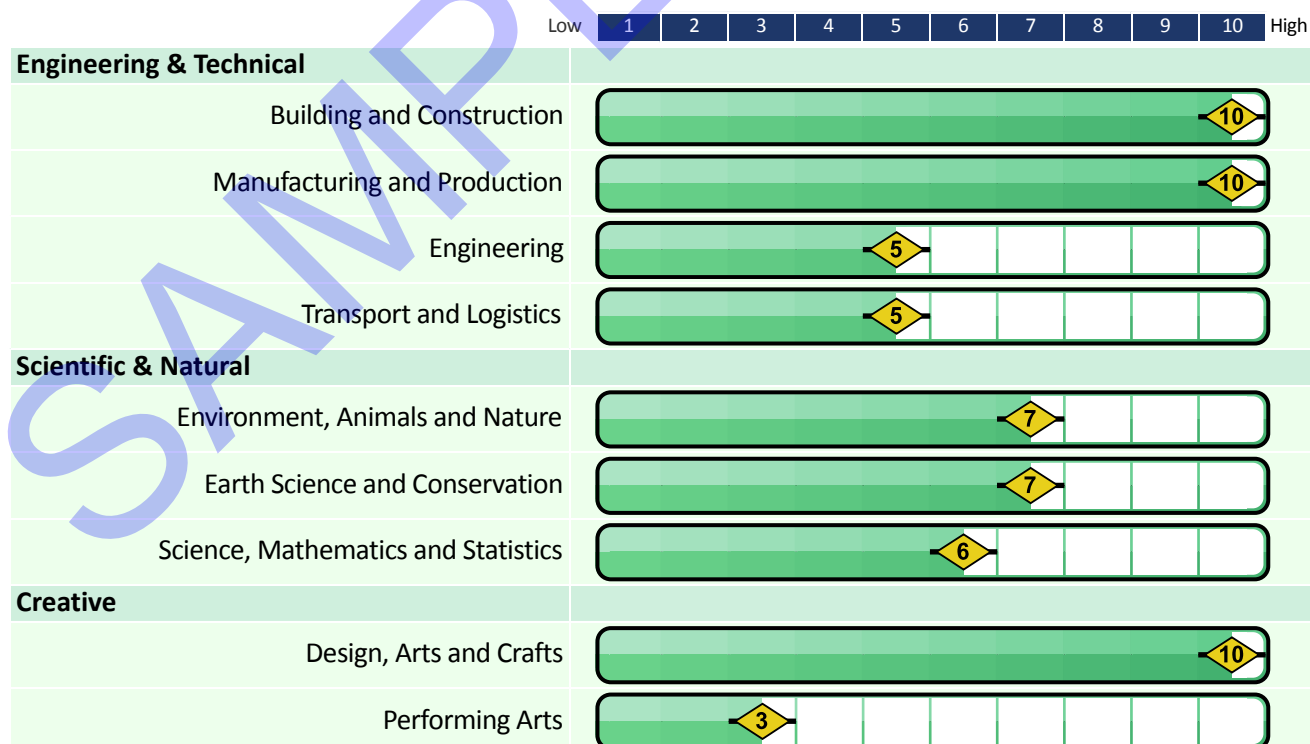 Low 1 2 3 4 5 6 7 8 9 10 High
Engineering & Technical
Building and Construction 10
Manufacturing and Production 10
Engineering 5
Transport and Logistics 5
Scientific & Natural
Environment, Animals and Nature 7
Earth Science and Conservation 7
Science, Mathematics and Statistics 6
Creative
Design, Arts and Crafts 10
Performing Arts 3
SAMPL